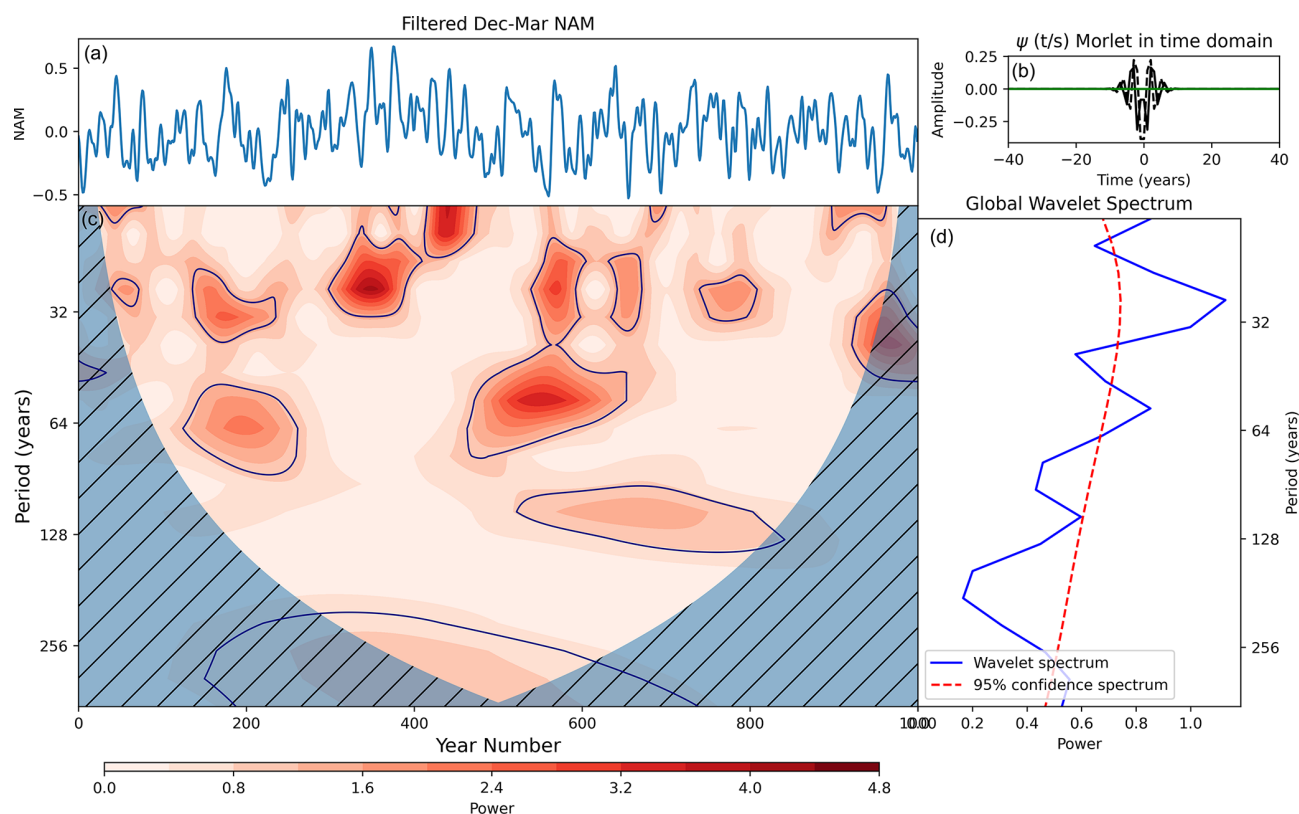 Filtered Dec-Mar NAM
(a)
0.5
0.0
−0.5
NAM
ψ (t/s) Morlet in time domain
(b)
0.25
0.00
−0.25
Amplitude
−40 −20 0 20 40
Time (years)
(c)
32
64
128
256
Period (years)
0 200 400 600 800 1000
Year Number
Global Wavelet Spectrum
(d)
32
64
128
256
Period (years)
Wavelet spectrum
95% confidence spectrum
0.0 0.2 0.4 0.6 0.8 1.0
Power
0.0 0.8 1.6 2.4 3.2 4.0 4.8
Power